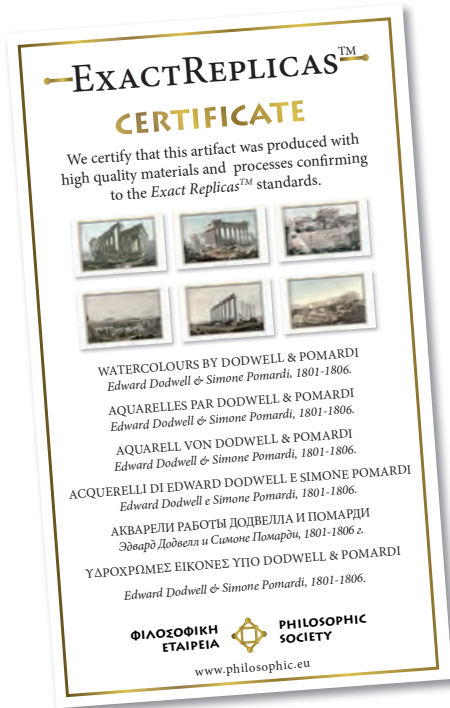 EXACTREPLICAS™
CERTIFICATE
We certify that this artifact was produced with
high quality materials and processes confirming
to the Exact Replicas™ standards.
WATERCOLOURS BY DODWELL & POMARDI
Edward Dodwell & Simone Pomardi, 1801-1806.
AQUARELLES PAR DODWELL & POMARDI
Edward Dodwell & Simone Pomardi, 1801-1806.
AQUARELL VON DODWELL & POMARDI
Edward Dodwell & Simone Pomardi, 1801-1806.
ACQUERELLI DI EDWARD DODWELL E SIMONE POMARDI
Edward Dodwell e Simone Pomardi, 1801-1806.
АКВАРЕЛИ РАБОТЫ ДОДВЕЛЛА И ПОМАРДИ
Эдвард Додвелл и Симоне Помарди, 1801-1806 г.
ΥΔΡΟΧΡΩΜΕΣ ΕΙΚΟΝΕΣ ΥΠΟ DODWELL & POMARDI
Edward Dodwell & Simone Pomardi, 1801-1806.
ΦΙΛΟΣΟΦΙΚΗ
ΕΤΑΙΡΕΙΑ
PHILOSOPHIC
SOCIETY
www.philosophic.eu